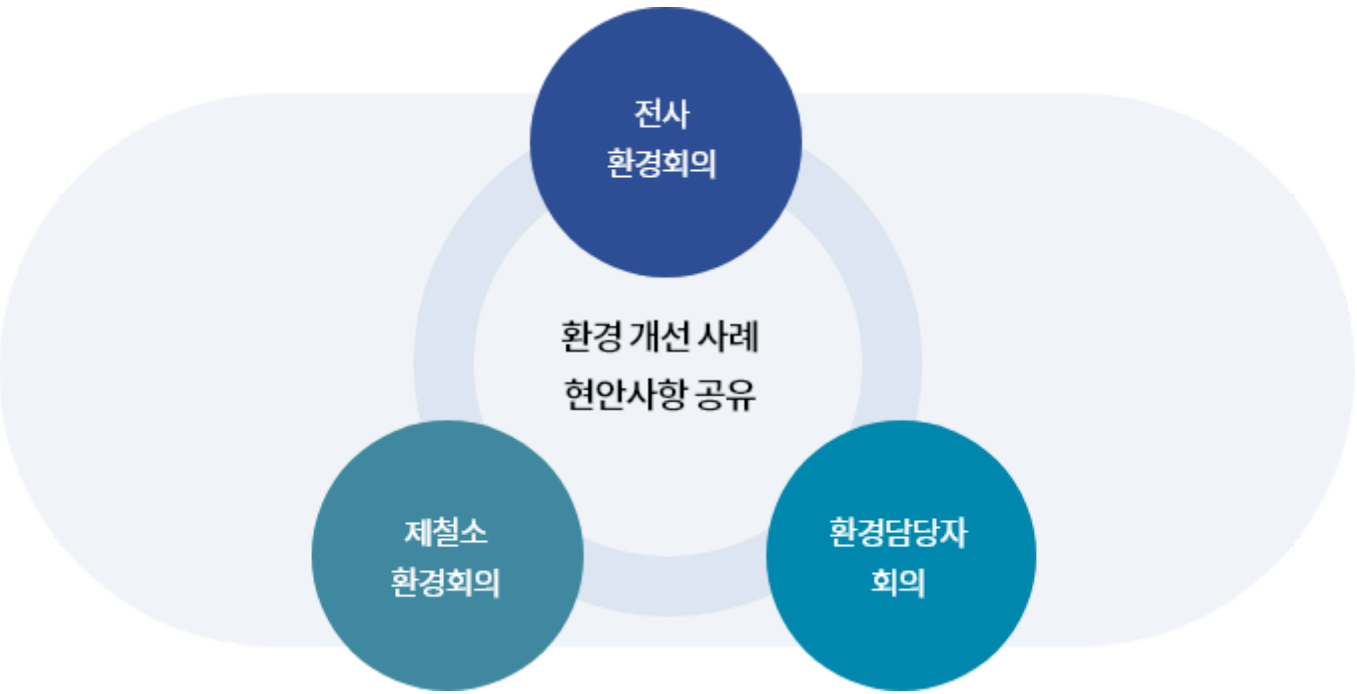 전사
환경회의
환경 개선 사례
현안사항 공유
제철소
환경회의
환경담당자
회의